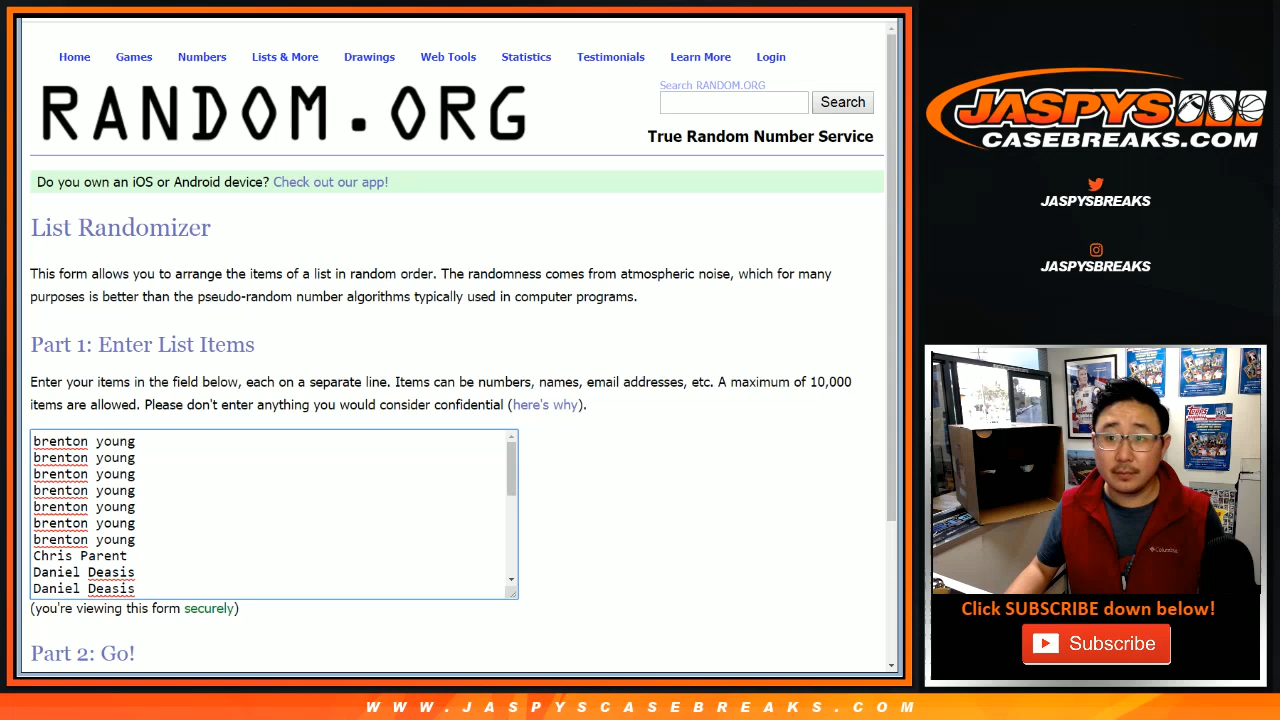 Home Games Numbers Lists & More Drawings Web Tools Statistics Testimonials Learn More Login
RANDOM.ORG
Search RANDOM.ORG
Search
True Random Number Service
Do you own an iOS or Android device? Check out our app!
List Randomizer
This form allows you to arrange the items of a list in random order. The randomness comes from atmospheric noise, which for many
purposes is better than the pseudo-random number algorithms typically used in computer programs.
Part 1: Enter List Items
Enter your items in the field below, each on a separate line. Items can be numbers, names, email addresses, etc. A maximum of 10,000
items are allowed. Please don't enter anything you would consider confidential (here's why).
brenton young
brenton young
brenton young
brenton young
brenton young
brenton young
brenton young
Chris Parent
Daniel Deasis
Daniel Deasis
(you're viewing this form securely)
Part 2: Go!
JASPYS
CASEBREAKS.COM
JASPYSBREAKS
JASPYSBREAKS
Topps
Columbia
Click SUBSCRIBE down below!
Subscribe
WWW.JASPYSCASEBREAKS.COM